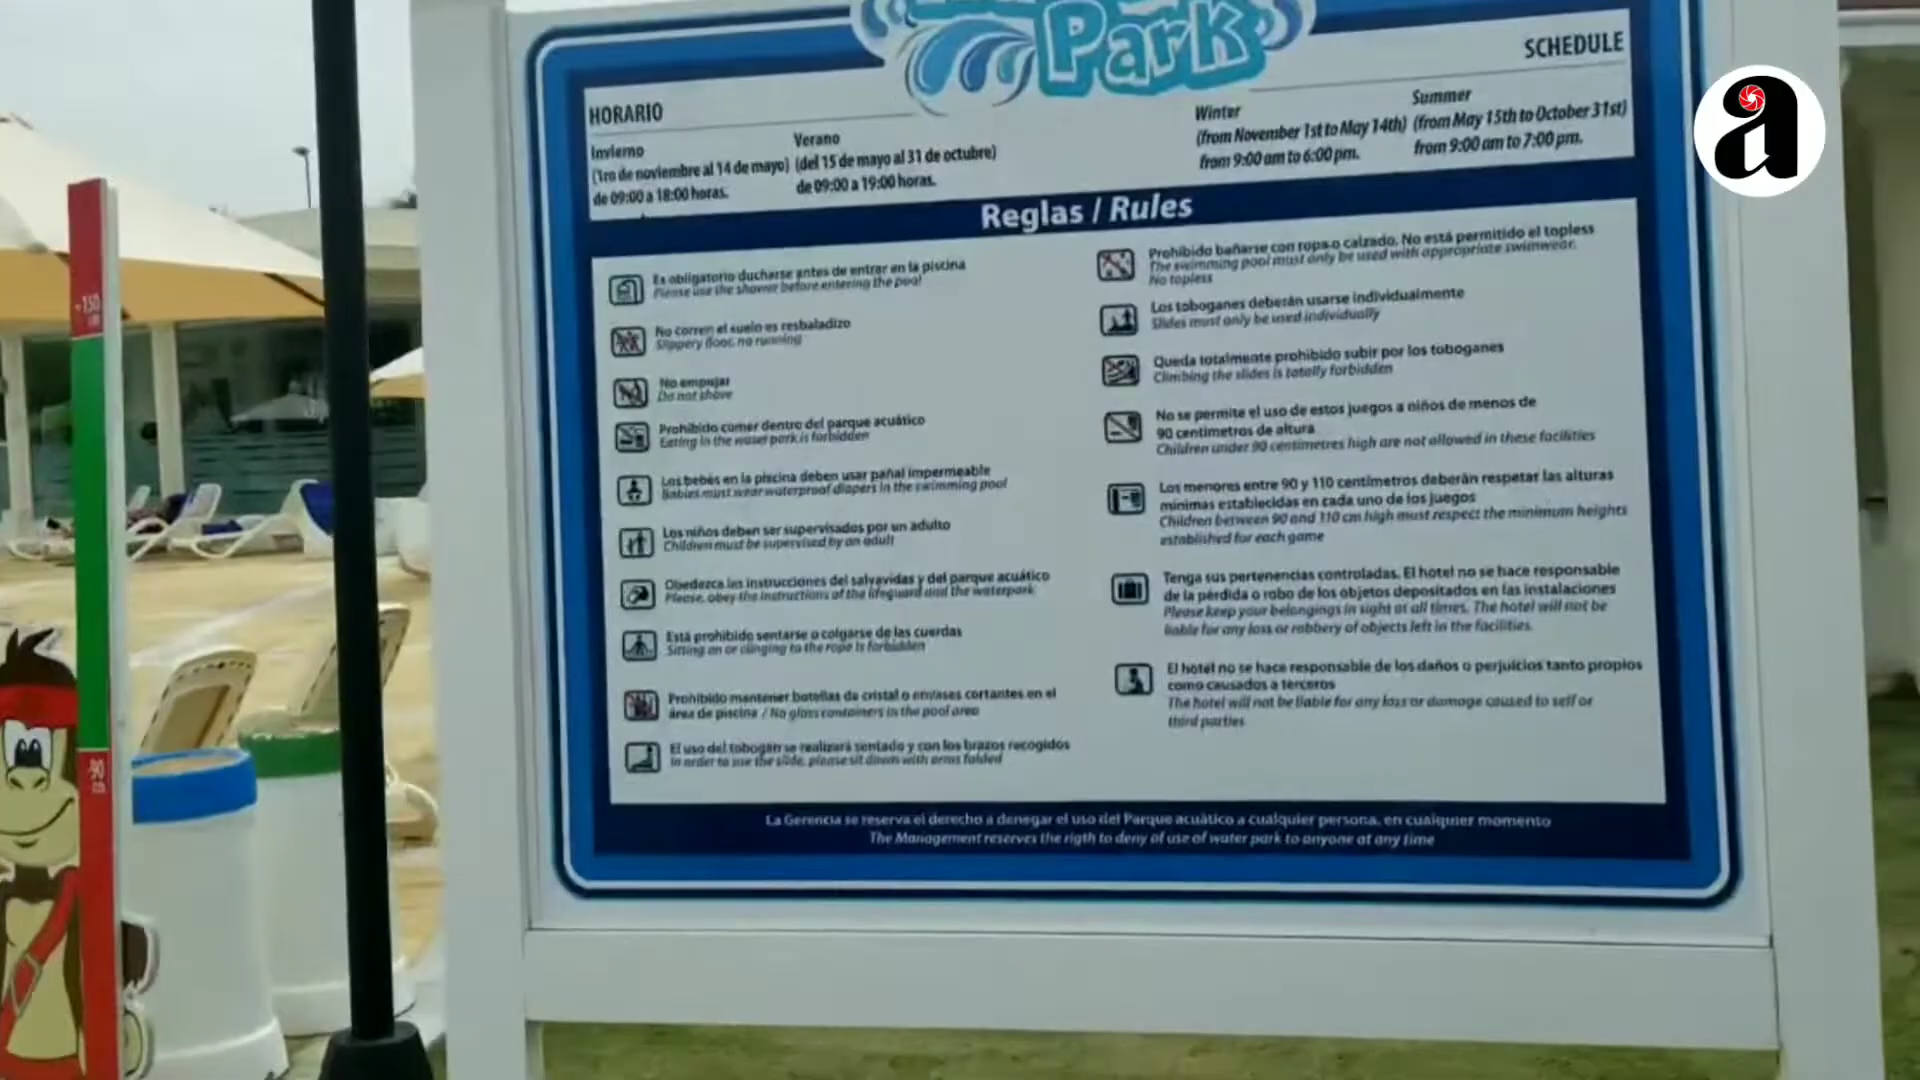 Park
HORARIO
Invierno
(1ro de noviembre al 14 de mayo)
de 09:00 a 18:00 horas.
Verano
(del 15 de mayo al 31 de octubre)
de 09:00 a 19:00 horas.
SCHEDULE
Winter
(from November 1st to May 14th)
from 9:00 am to 6:00 pm.
Summer
(from May 15th to October 31st)
from 9:00 am to 7:00 pm.
Reglas / Rules
Es obligatorio ducharse antes de entrar en la piscina
Please use the shower before entering the pool
No correr, el suelo es resbaladizo
Slippery floor, no running
No empujar
Do not shove
Prohibido comer dentro del parque acuático
Eating in the water park is forbidden
Los bebés en la piscina deben usar pañal impermeable
Babies must wear waterproof diapers in the swimming pool
Los niños deben ser supervisados por un adulto
Children must be supervised by an adult
Obedezca las instrucciones del salvavidas y del parque acuático
Please, obey the instructions of the lifeguard and the waterpark
Está prohibido sentarse o colgarse de las cuerdas
Sitting on or clinging to the rope is forbidden
Prohibido mantener botellas de cristal o envases cortantes en el
área de piscina / No glass containers in the pool area
El uso del tobogán se realizará sentado y con los brazos recogidos
In order to use the slide, please sit down with arms folded
Prohibido bañarse con ropa o calzado. No está permitido el topless
The swimming pool must only be used with appropriate swimwear.
No topless
Los toboganes deberán usarse individualmente
Slides must only be used individually
Queda totalmente prohibido subir por los toboganes
Climbing the slides is totally forbidden
No se permite el uso de estos juegos a niños de menos de
90 centímetros de altura
Children under 90 centimetres high are not allowed in these facilities
Los menores entre 90 y 110 centímetros deberán respetar las alturas
mínimas establecidas en cada uno de los juegos
Children between 90 and 110 cm high must respect the minimum heights
established for each game
Tenga sus pertenencias controladas. El hotel no se hace responsable
de la pérdida o robo de los objetos depositados en las instalaciones
Please keep your belongings in sight at all times. The hotel will not be
liable for any loss or robbery of objects left in the facilities.
El hotel no se hace responsable de los daños o perjuicios tanto propios
como causados a terceros
The hotel will not be liable for any loss or damage caused to self or
third parties
La Gerencia se reserva el derecho a denegar el uso del Parque acuático a cualquier persona, en cualquier momento
The Management reserves the rigth to deny of use of water park to anyone at any time
150
90
a